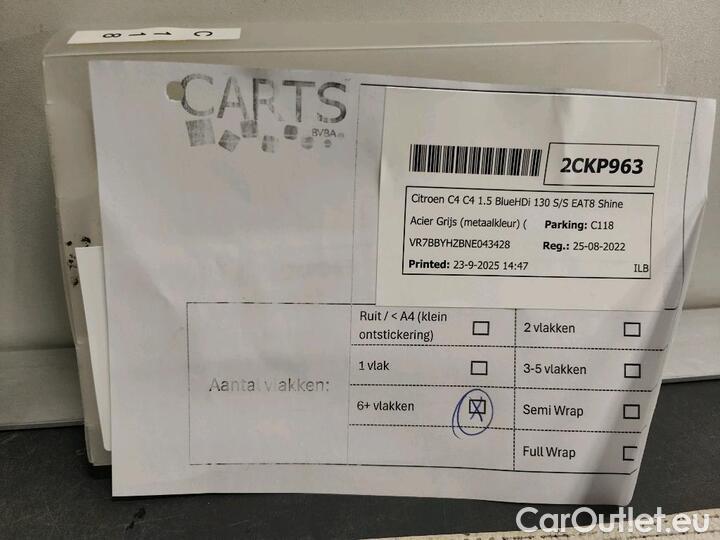 C 1 1 8
CARTS
BVBA
2CKP963
Citroen C4 C4 1.5 BlueHDi 130 S/S EAT8 Shine
Acier Grijs (metaalkleur) ( Parking: C118
VR7BBYHZBNE043428 Reg.: 25-08-2022
Printed: 23-9-2025 14:47 ILB
Aantal vlakken:
Ruit / < A4 (klein
ontstickering)
2 vlakken
1 vlak
3-5 vlakken
6+ vlakken
Semi Wrap
Full Wrap
CarOutlet.eu